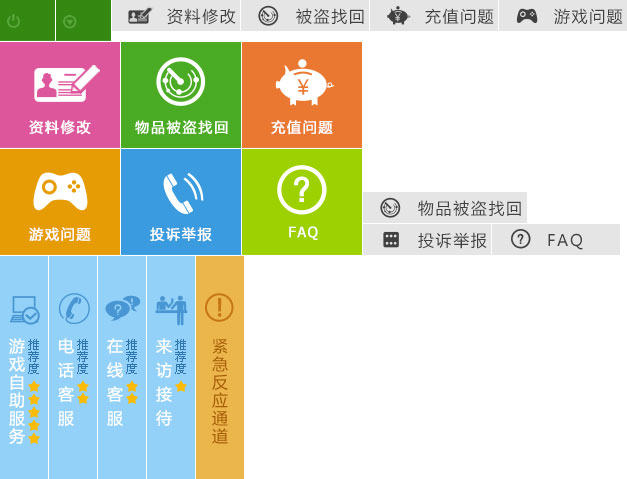 资料修改
被盗找回
充值问题
游戏问题
资料修改
物品被盗找回
充值问题
游戏问题
投诉举报
FAQ
物品被盗找回
投诉举报
FAQ
游戏自助服务
推荐度
电话客服
推荐度
在线客服
推荐度
来访接待
推荐度
紧急反应通道